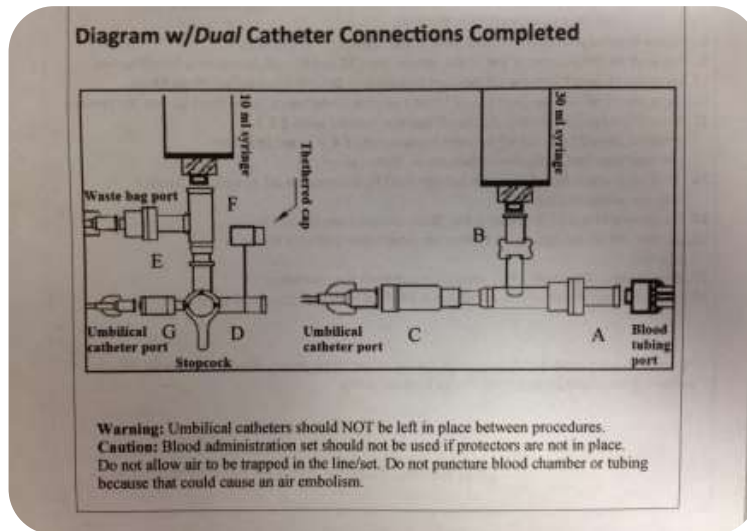 Diagram w/Dual Catheter Connections Completed
10 ml syringe
30 ml syringe
Thethered cap
Waste bag port
F
B
E
Umbilical catheter port
G
D
Stopcock
Umbilical catheter port
C
A
Blood tubing port
Warning: Umbilical catheters should NOT be left in place between procedures.
Caution: Blood administration set should not be used if protectors are not in place.
Do not allow air to be trapped in the line/set. Do not puncture blood chamber or tubing
because that could cause an air embolism.